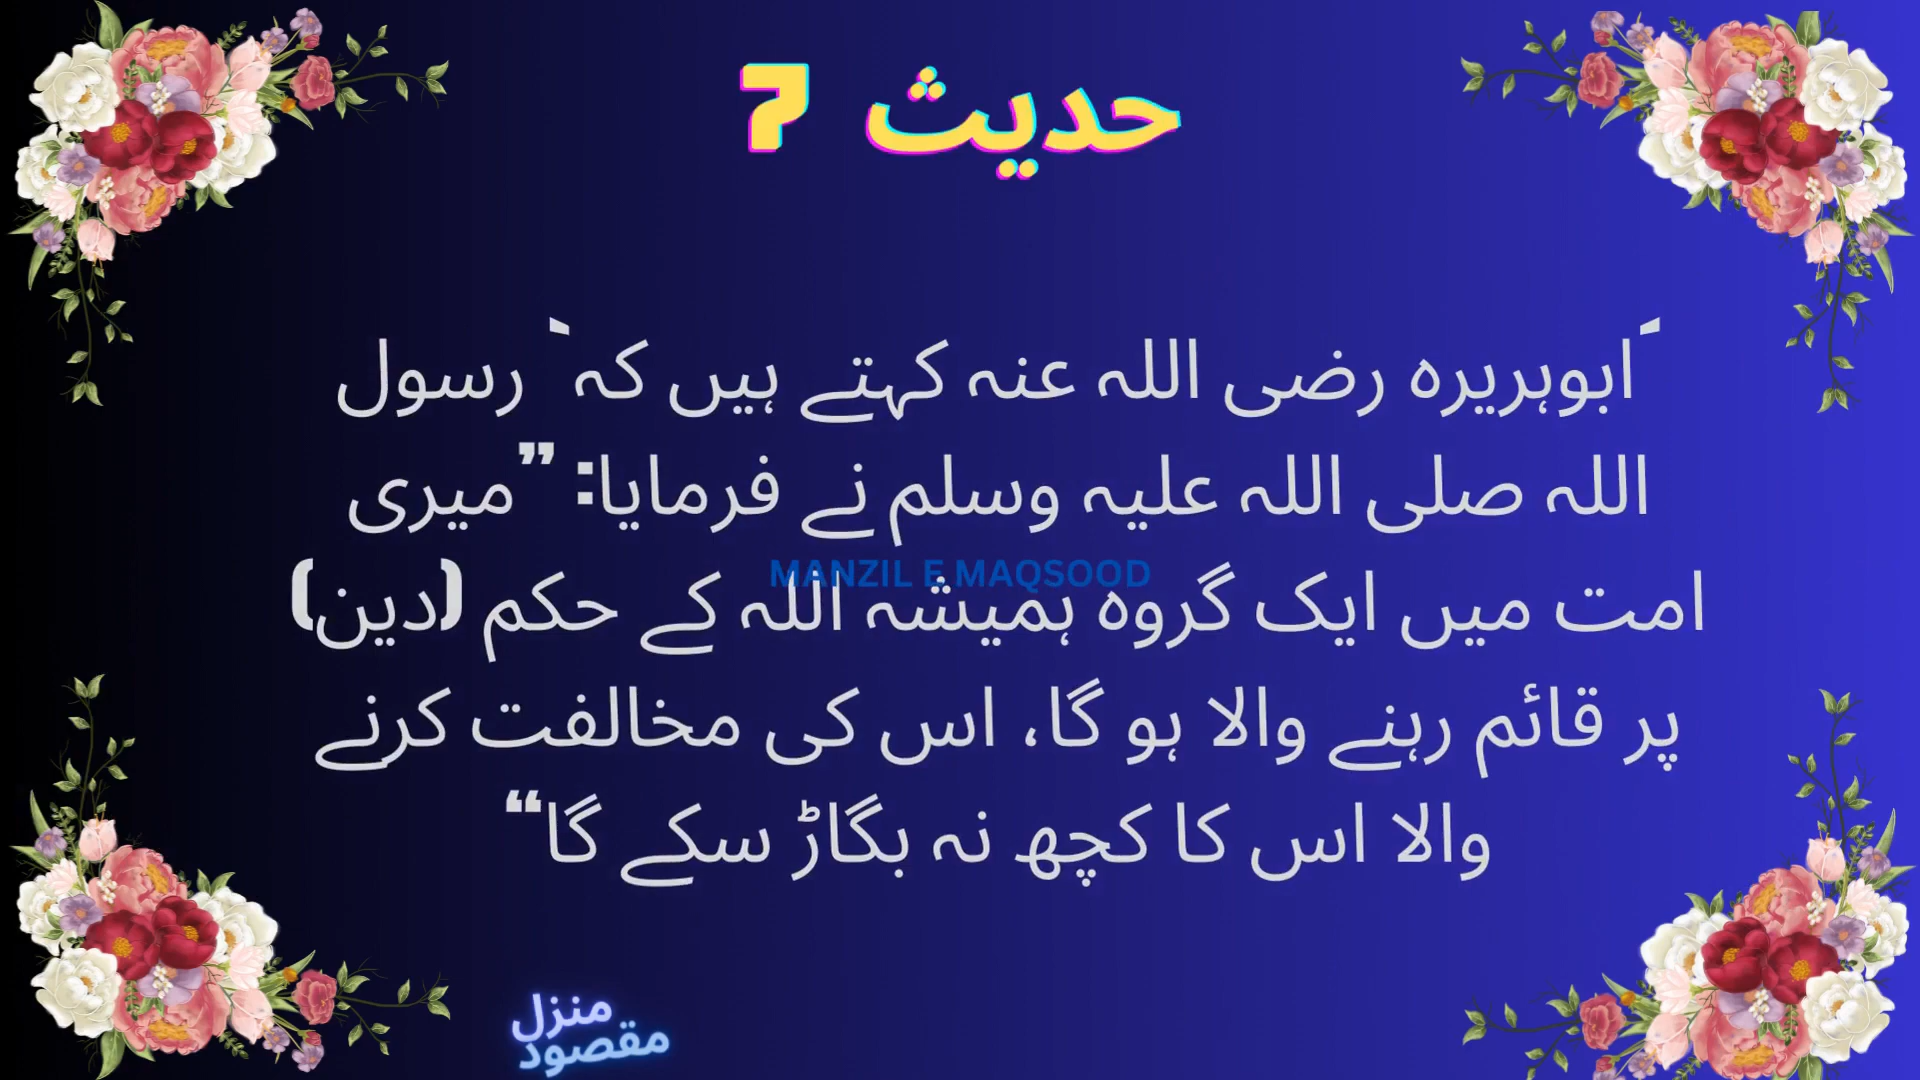 حدیث 7
´ابوہریرہ رضی اللہ عنہ کہتے ہیں کہ` رسول
اللہ صلی اللہ علیہ وسلم نے فرمایا: ”میری
MANZIL E MAQSOOD
امت میں ایک گروہ ہمیشہ اللہ کے حکم (دین)
پر قائم رہنے والا ہو گا، اس کی مخالفت کرنے
والا اس کا کچھ نہ بگاڑ سکے گا“
منزل
مقصود